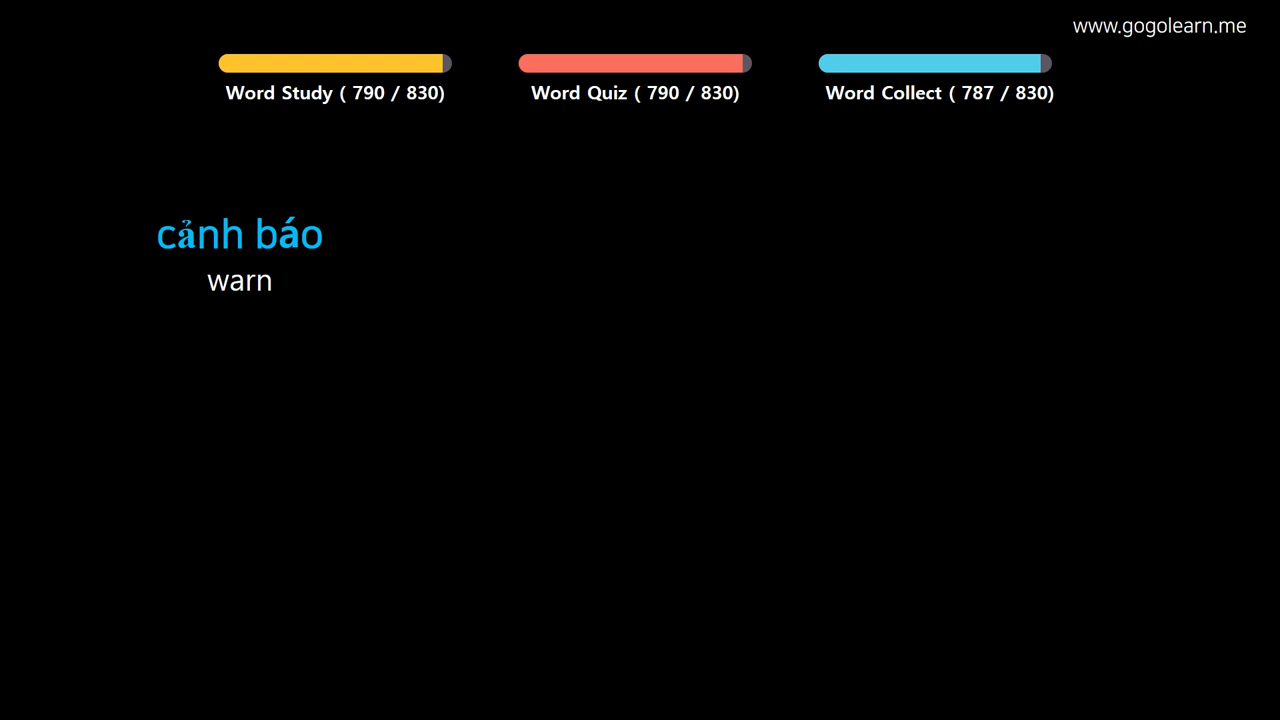 www.gogolearn.me
Word Study ( 790 / 830)
Word Quiz ( 790 / 830)
Word Collect ( 787 / 830)
cảnh báo
warn